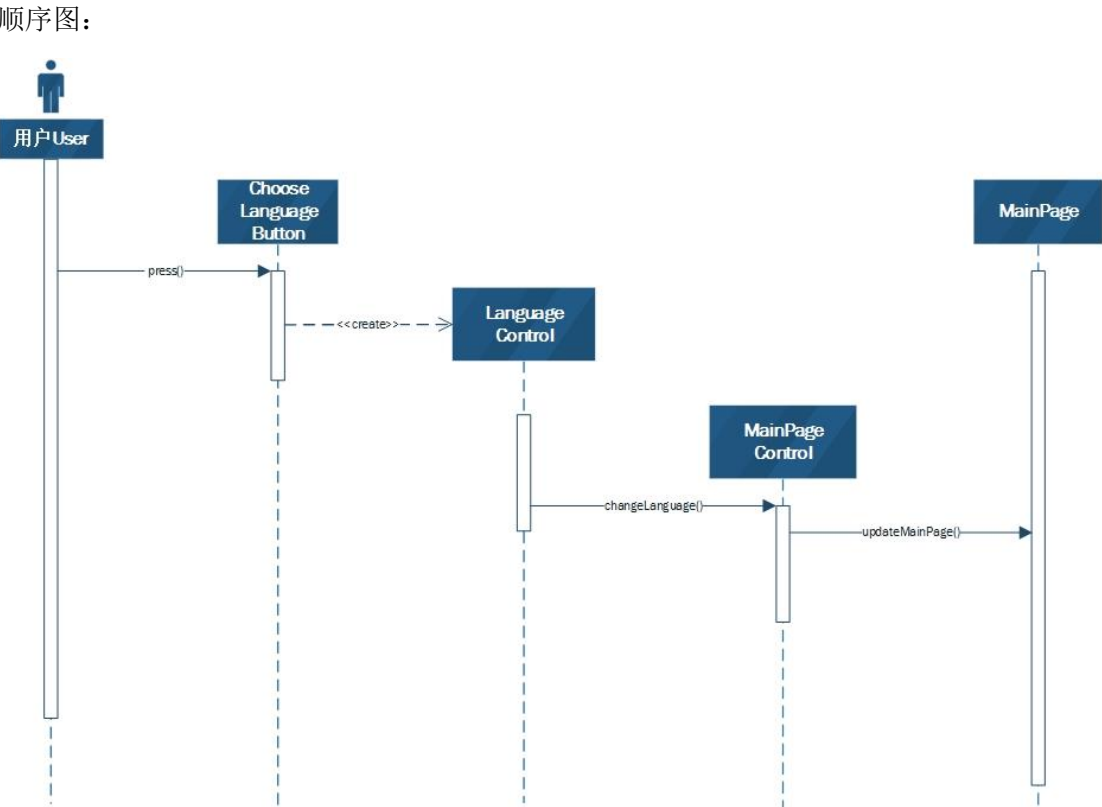 顺序图：
用户User
Choose
Language
Button
MainPage
press()
<<create>>
Language
Control
MainPage
Control
changeLanguage()
updateMainPage()